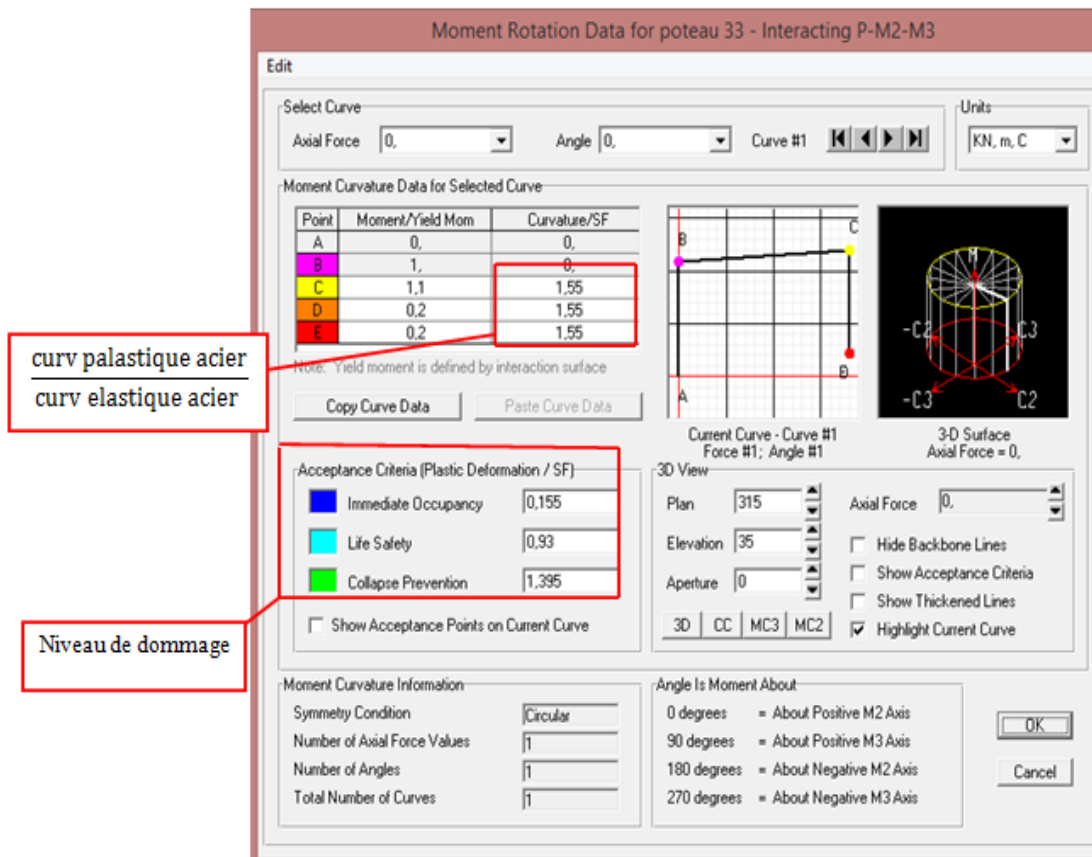 Moment Rotation Data for poteau 33 - Interacting P-M2-M3
Edit
Select Curve
Axial Force 0, Angle 0, Curve #1
Units
KN, m, C
Moment Curvature Data for Selected Curve
Point Moment/Yield Mom Curvature/SF
A 0, 0,
B 1, 0,
C 1,1 1,55
D 0,2 1,55
E 0,2 1,55
Note: Yield moment is defined by interaction surface
Copy Curve Data Paste Curve Data
curv palastique acier
curv elastique acier
B
C
A
Current Curve - Curve #1
Force #1; Angle #1
M
-C2
C3
-C3
C2
3-D Surface
Axial Force = 0,
Acceptance Criteria (Plastic Deformation / SF)
Immediate Occupancy 0,155
Life Safety 0,93
Collapse Prevention 1,395
Show Acceptance Points on Current Curve
Niveau de dommage
3D View
Plan 315
Elevation 35
Aperture 0
3D CC MC3 MC2
Axial Force 0,
Hide Backbone Lines
Show Acceptance Criteria
Show Thickened Lines
Highlight Current Curve
Moment Curvature Information
Symmetry Condition Circular
Number of Axial Force Values 1
Number of Angles 1
Total Number of Curves 1
Angle Is Moment About
0 degrees = About Positive M2 Axis
90 degrees = About Positive M3 Axis
180 degrees = About Negative M2 Axis
270 degrees = About Negative M3 Axis
OK
Cancel